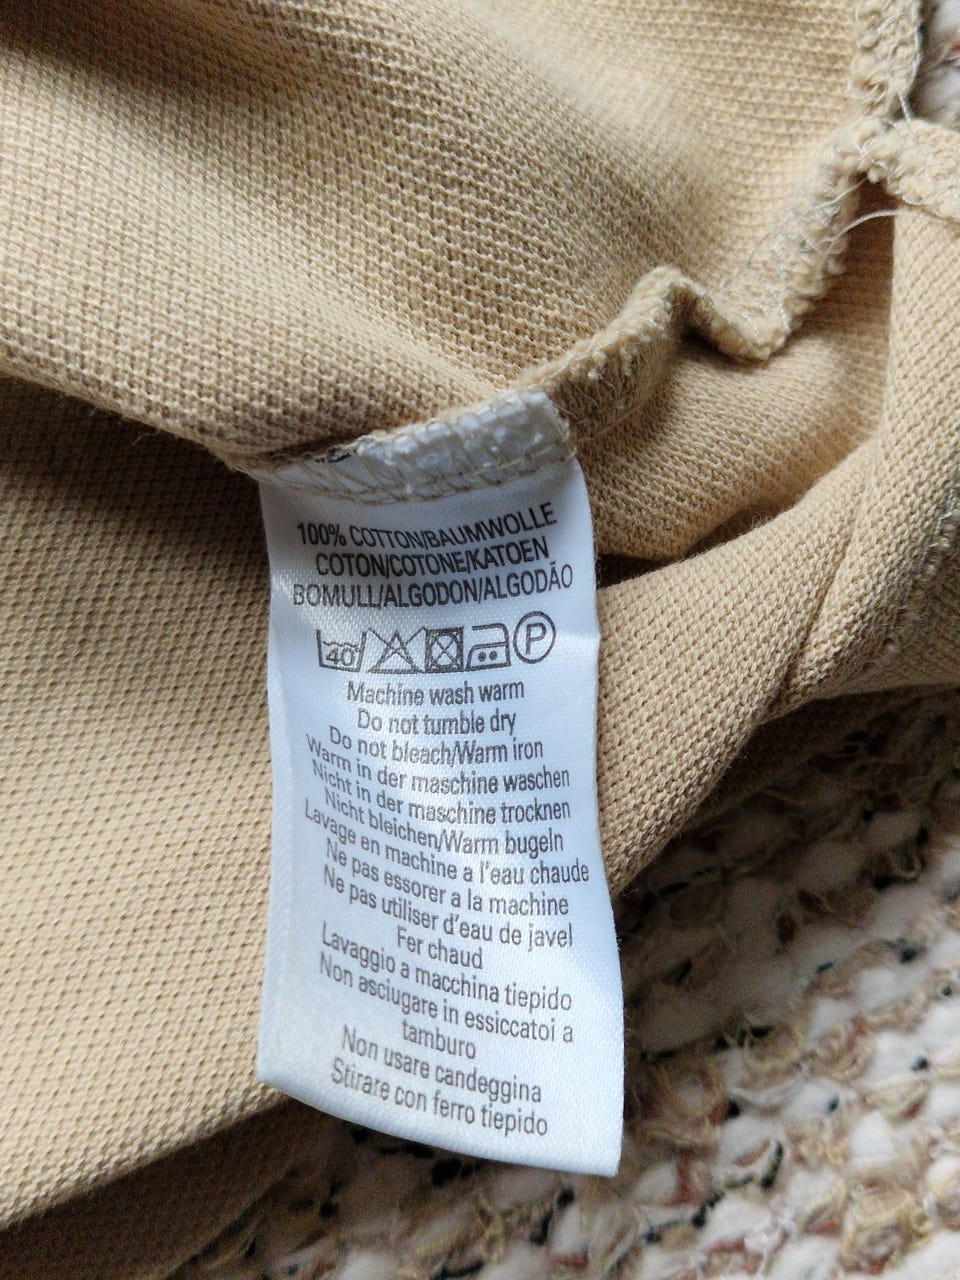 100% COTTON/BAUMWOLLE
COTON/COTONE/KATOEN
BOMULL/ALGODON/ALGODÃO
40 P
Machine wash warm
Do not tumble dry
Do not bleach/Warm iron
Warm in der maschine waschen
Nicht in der maschine trocknen
Nicht bleichen/Warm bugeln
Lavage en machine a l'eau chaude
Ne pas essorer a la machine
Ne pas utiliser d'eau de javel
Fer chaud
Lavaggio a macchina tiepido
Non asciugare in essiccatoi a
tamburo
Non usare candeggina
Stirare con ferro tiepido